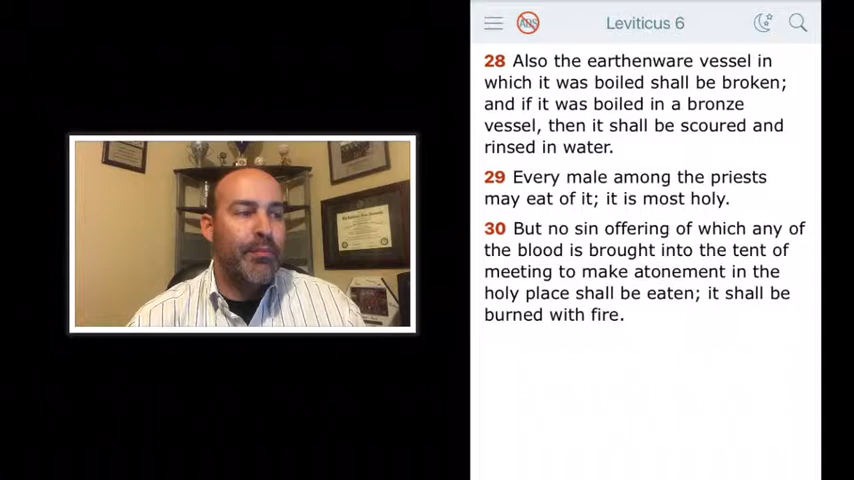 ADS
Leviticus 6
28 Also the earthenware vessel in
which it was boiled shall be broken;
and if it was boiled in a bronze
vessel, then it shall be scoured and
rinsed in water.
29 Every male among the priests
may eat of it; it is most holy.
30 But no sin offering of which any of
the blood is brought into the tent of
meeting to make atonement in the
holy place shall be eaten; it shall be
burned with fire.